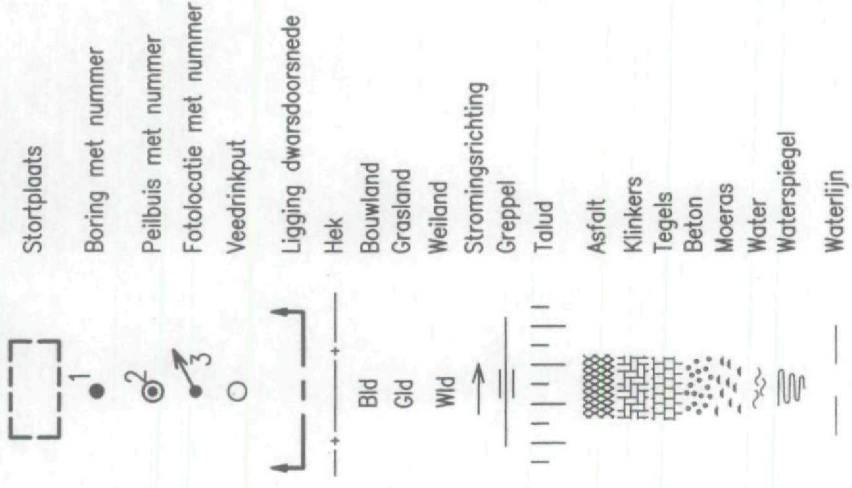 Stortplaats
1 Boring met nummer
2 Peilbuis met nummer
3 Fotolocatie met nummer
Veedrinkput
Ligging dwarsdoorsnede
Hek
Bld Bouwland
Gld Grasland
Wld Weiland
Stromingsrichting
Greppel
Talud
Asfalt
Klinkers
Tegels
Beton
Moeras
Water
Waterspiegel
Waterlijn